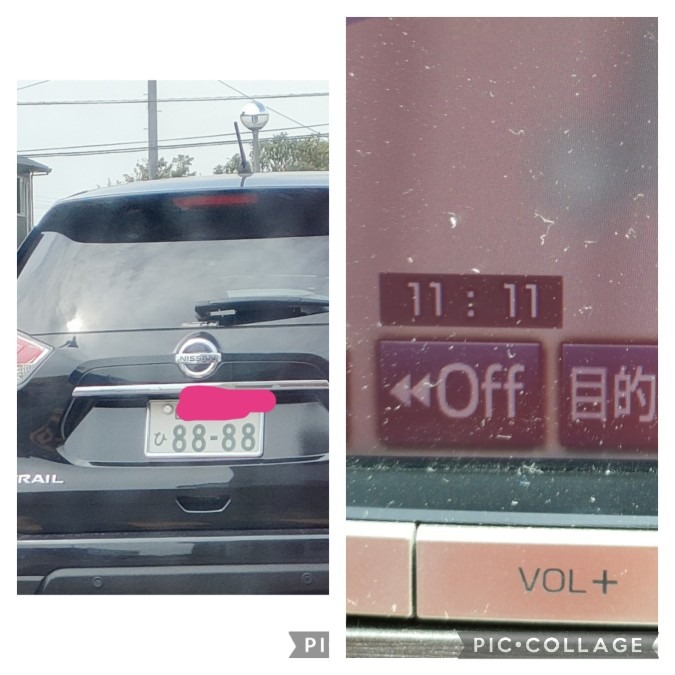 NISSAN
ひ 88-88
RAIL
PI
11:11
◀◀Off
目的
VOL+
PIC•COLLAGE